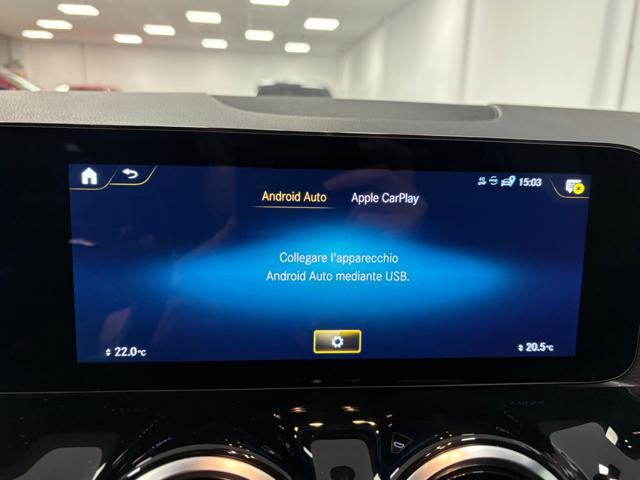 15:03
Android Auto Apple CarPlay
Collegare l'apparecchio
Android Auto mediante USB.
22.0°C
20.5°C